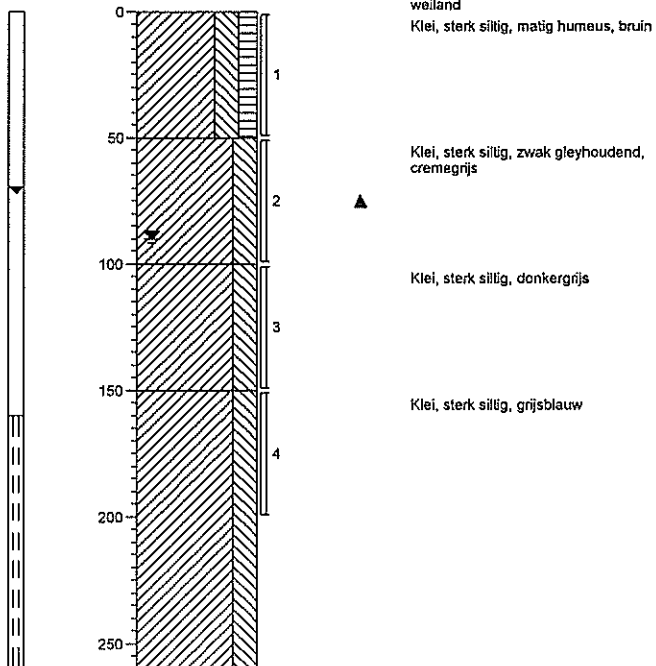 weiland
0
Klei, sterk siltig, matig humeus, bruin
1
50
Klei, sterk siltig, zwak gleyhoudend,
cremegrijs
2
100
Klei, sterk siltig, donkergrijs
3
150
Klei, sterk siltig, grijsblauw
4
200
250